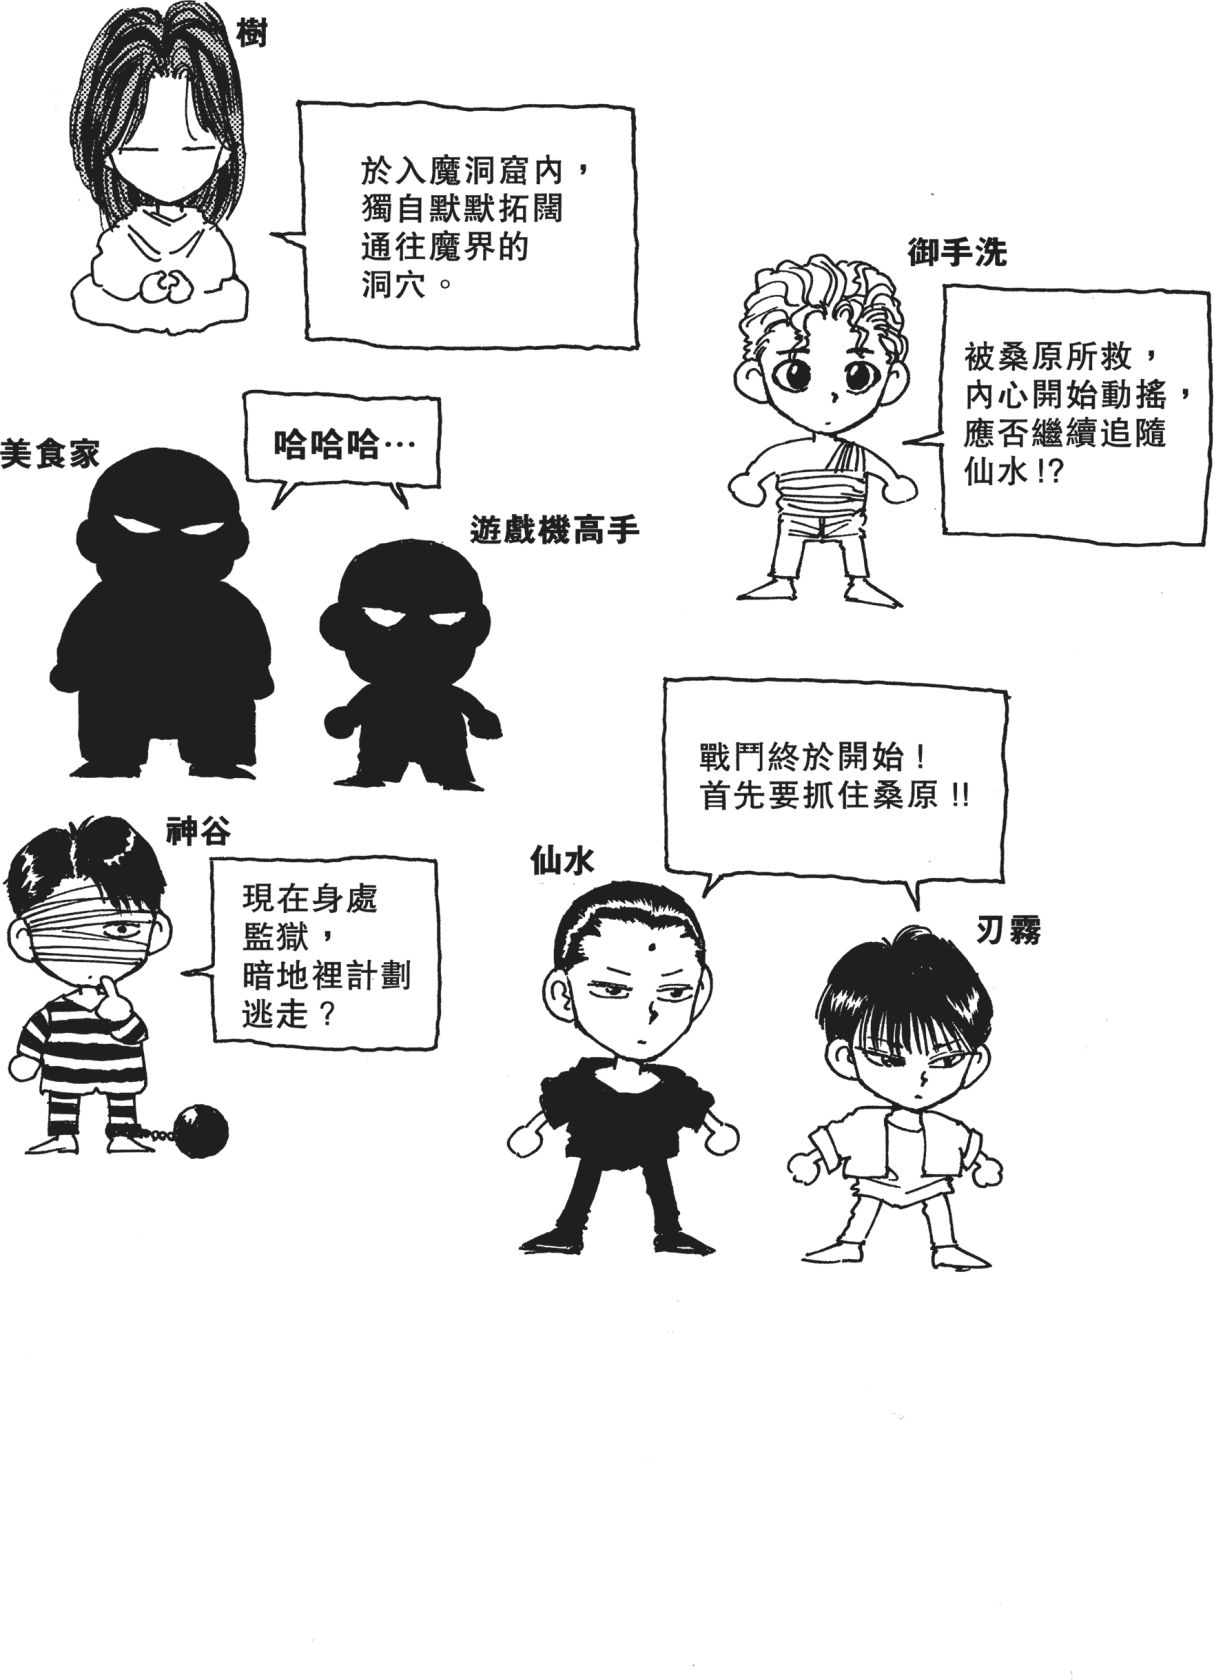 樹
於入魔洞窟內，
獨自默默拓闊
通往魔界的
洞穴。
御手洗
被桑原所救，
內心開始動搖，
應否繼續追隨
仙水!?
美食家
哈哈哈…
遊戲機高手
戰鬥終於開始！
首先要抓住桑原!!
仙水
刃霧
神谷
現在身處
監獄，
暗地裡計劃
逃走？